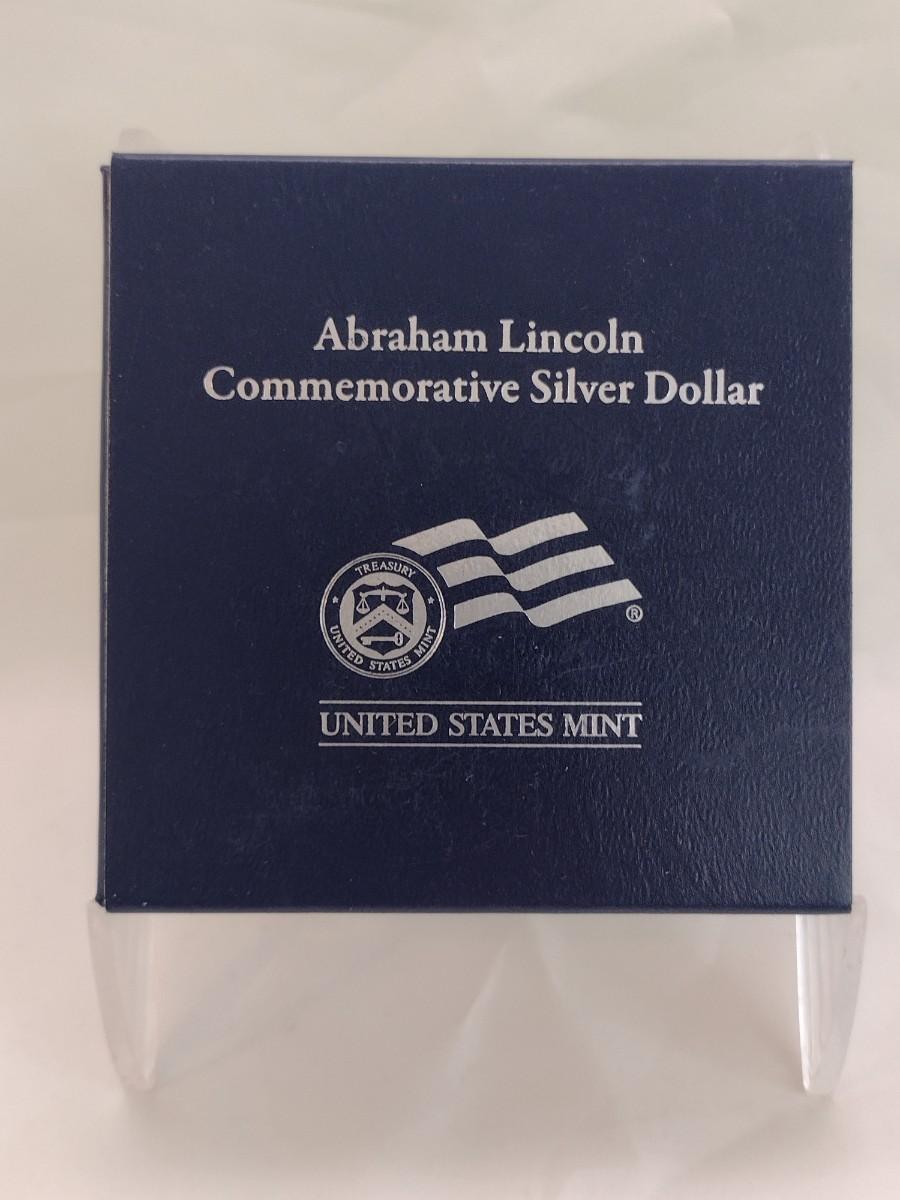 Abraham Lincoln
Commemorative Silver Dollar
TREASURY
UNITED STATES MINT
®
UNITED STATES MINT